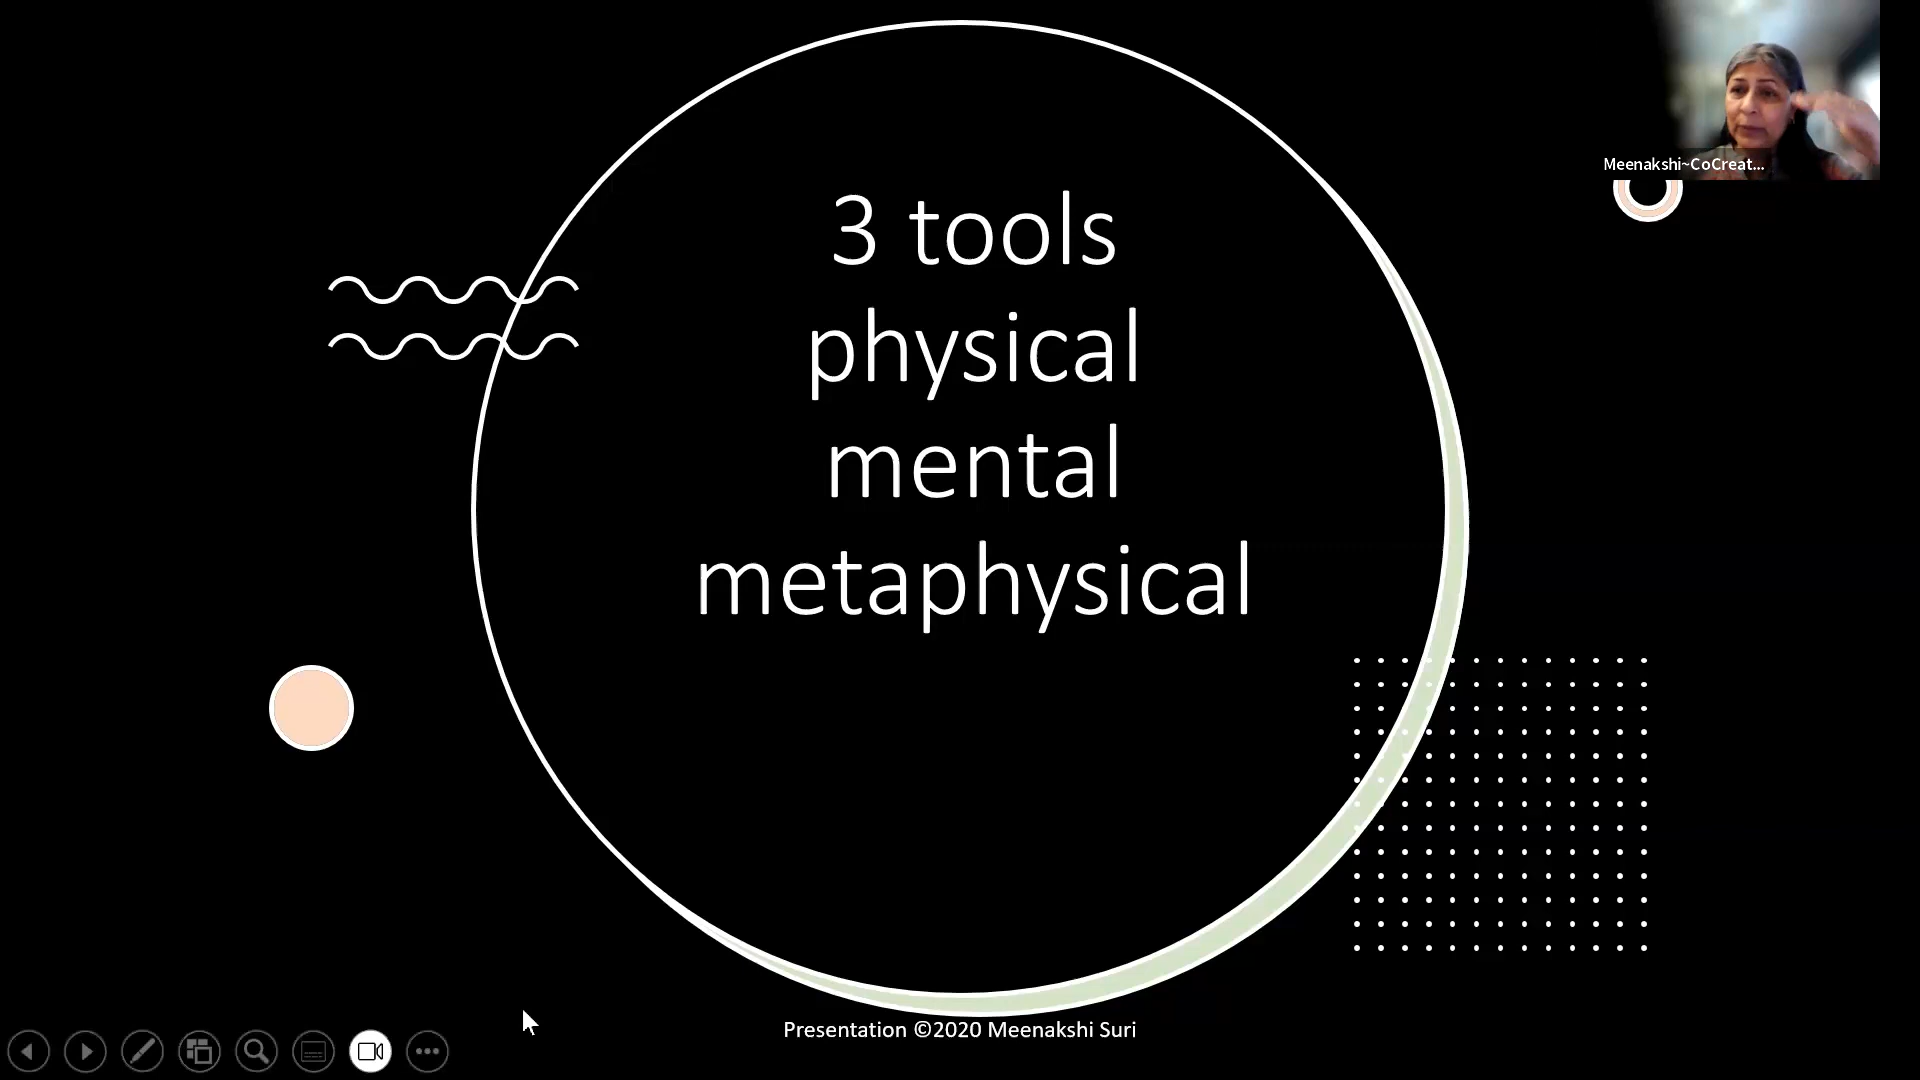 Meenakshi~CoCreat...
3 tools
physical
mental
metaphysical
Presentation ©2020 Meenakshi Suri